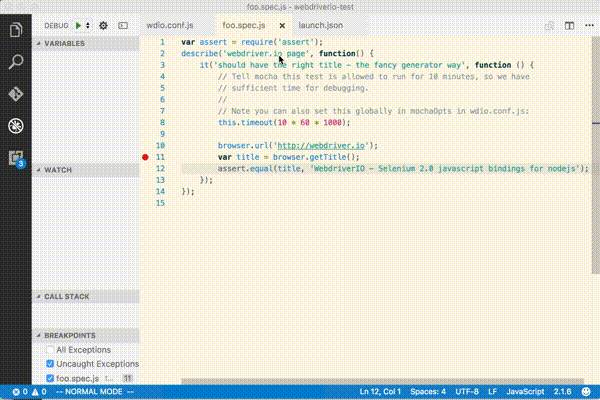 foo.spec.js - webdriverio-test
DEBUG
wdio.conf.js
foo.spec.js
launch.json
VARIABLES
WATCH
CALL STACK
BREAKPOINTS
All Exceptions
Uncaught Exceptions
foo.spec.js t... 11
3
1 var assert = require('assert');
2 describe('webdriver.io page', function() {
3 it('should have the right title - the fancy generator way', function () {
4 // Tell mocha this test is allowed to run for 10 minutes, so we have
5 // sufficient time for debugging.
6 //
7 // Note you can also set this globally in mochaOpts in wdio.conf.js:
8 this.timeout(10 * 60 * 1000);
9
10 browser.url('http://webdriver.io');
11 var title = browser.getTitle();
12 assert.equal(title, 'WebdriverIO - Selenium 2.0 javascript bindings for nodejs');
13 });
14 });
15
0 0 -- NORMAL MODE -- Ln 12, Col 1 Spaces: 4 UTF-8 LF JavaScript 2.1.6